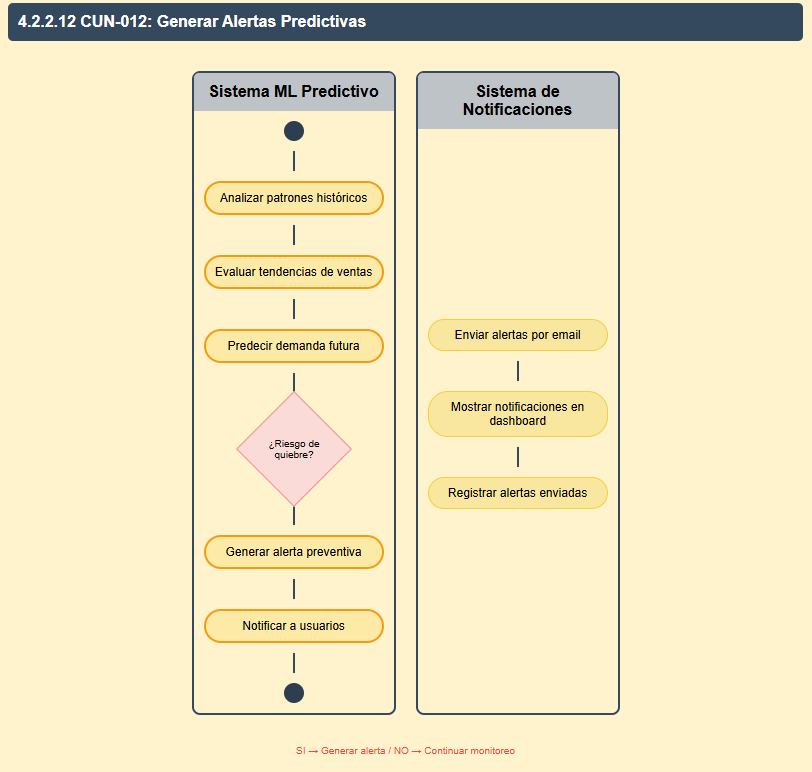 4.2.2.12 CUN-012: Generar Alertas Predictivas
Sistema ML Predictivo
Analizar patrones históricos
Evaluar tendencias de ventas
Predecir demanda futura
¿Riesgo de
quiebre?
Generar alerta preventiva
Notificar a usuarios
Sistema de
Notificaciones
Enviar alertas por email
Mostrar notificaciones en
dashboard
Registrar alertas enviadas
SI → Generar alerta / NO → Continuar monitoreo